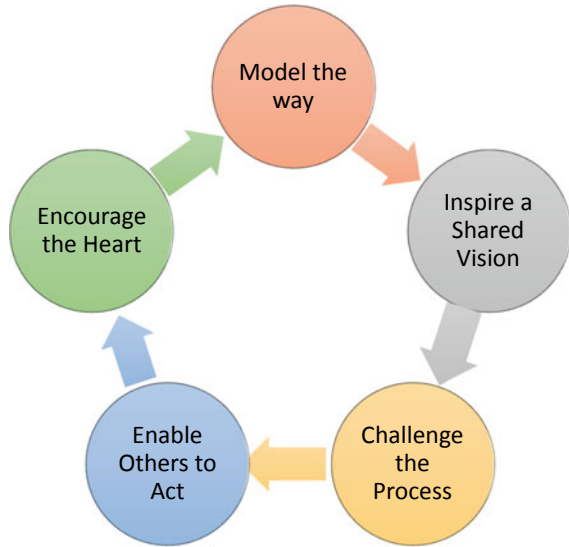 Model the
way
Inspire a
Shared
Vision
Challenge
the
Process
Enable
Others to
Act
Encourage
the Heart